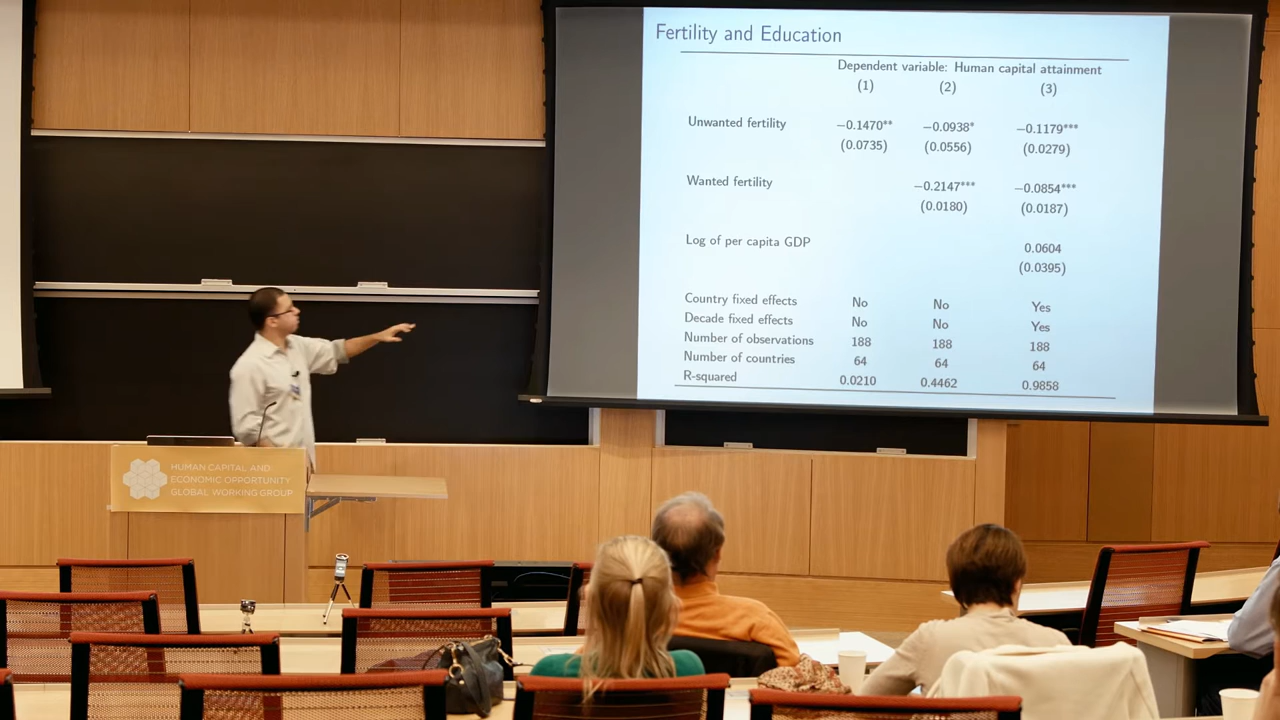 Fertility and Education
Dependent variable: Human capital attainment
(1) (2) (3)
Unwanted fertility −0.1470** −0.0938* −0.1179***
(0.0735) (0.0556) (0.0279)
Wanted fertility −0.2147*** −0.0854***
(0.0180) (0.0187)
Log of per capita GDP 0.0604
(0.0395)
Country fixed effects No No Yes
Decade fixed effects No No Yes
Number of observations 188 188 188
Number of countries 64 64 64
R-squared 0.0210 0.4462 0.9858
HUMAN CAPITAL AND
ECONOMIC OPPORTUNITY
GLOBAL WORKING GROUP